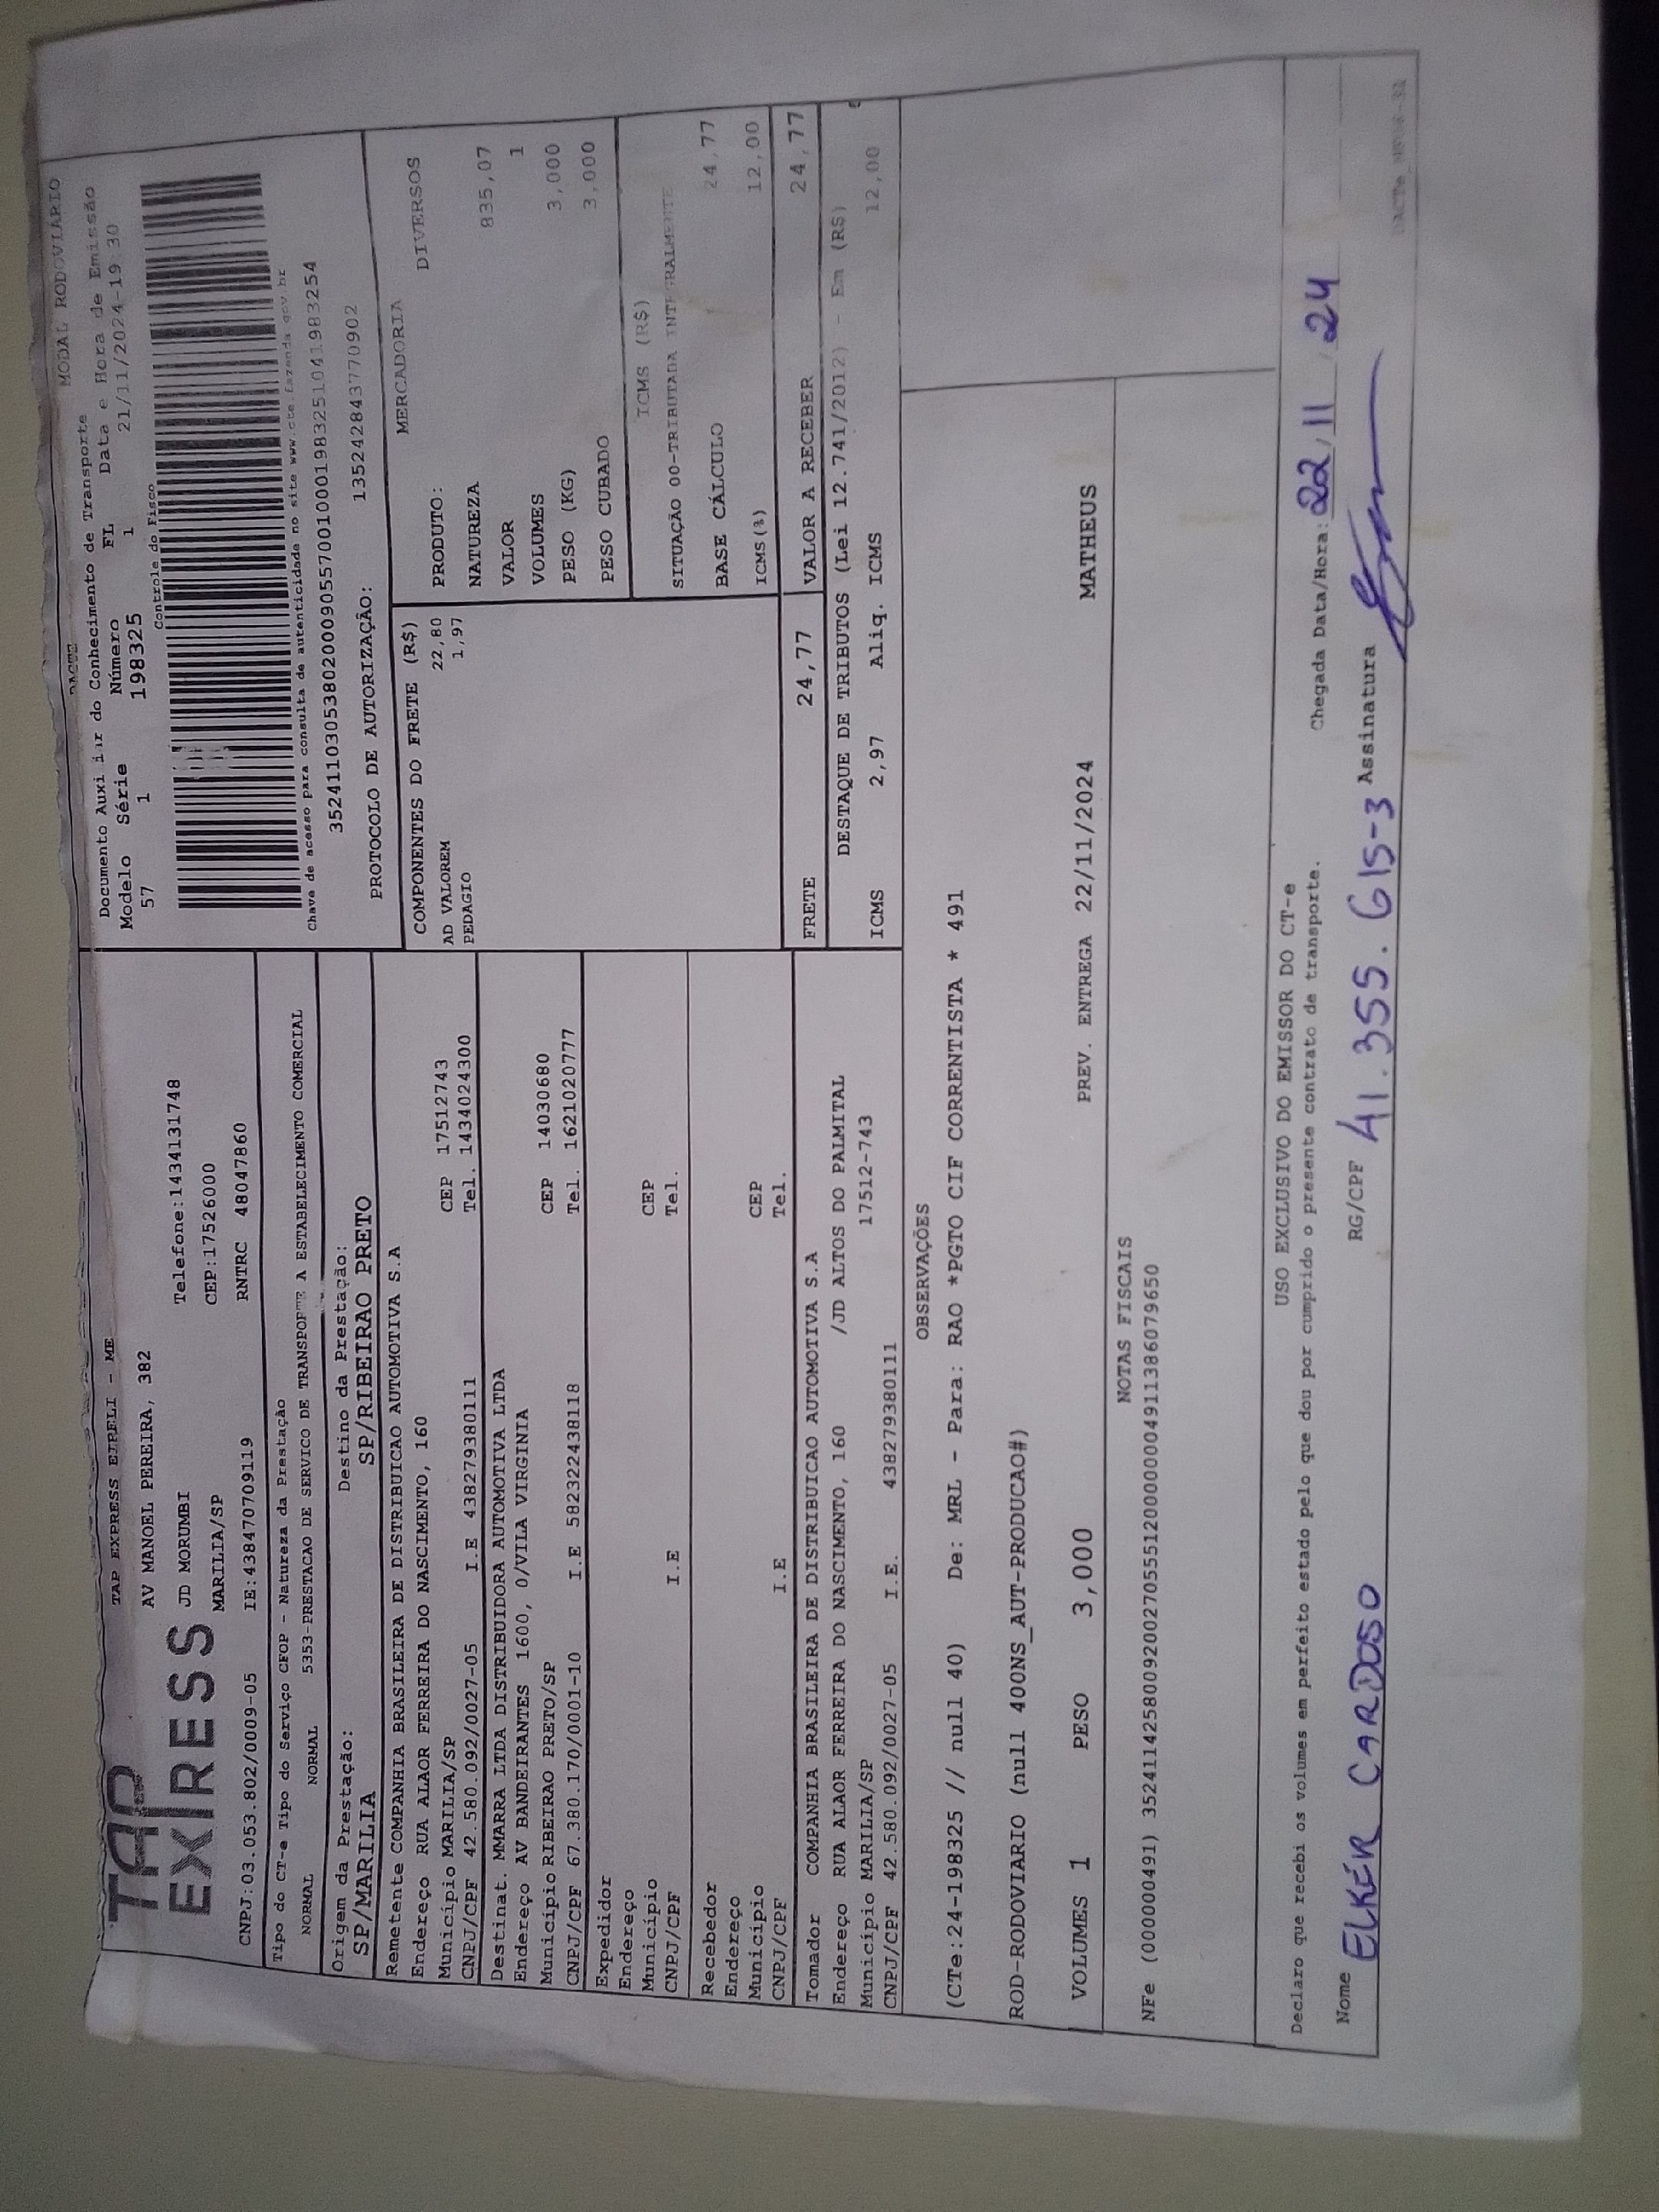 TAP EXPRESS
TAP EXPRESS EIRELI - ME
AV MANOEL PEREIRA, 382
JD MORUMBI Telefone:1434131748
MARILIA/SP CEP:17526000
CNPJ:03.053.802/0009-05 IE:438470709119 RNTRC 48047860
Tipo do CT-e Tipo do Serviço CFOP - Natureza da Prestação
NORMAL NORMAL 5353-PRESTACAO DE SERVICO DE TRANSPORTE A ESTABELECIMENTO COMERCIAL
Origem da Prestação: Destino da Prestação:
SP/MARILIA SP/RIBEIRAO PRETO
Remetente COMPANHIA BRASILEIRA DE DISTRIBUICAO AUTOMOTIVA S.A
Endereço RUA ALAOR FERREIRA DO NASCIMENTO, 160
Município MARILIA/SP CEP 17512743
CNPJ/CPF 42.580.092/0027-05 I.E 438279380111 Tel. 1434024300
Destinat. MMARRA LTDA DISTRIBUIDORA AUTOMOTIVA LTDA
Endereço AV BANDEIRANTES 1600, 0/VILA VIRGINIA
Município RIBEIRAO PRETO/SP CEP 14030680
CNPJ/CPF 67.380.170/0001-10 I.E 582322438118 Tel. 1621020777
Expedidor
Endereço
Município CEP
CNPJ/CPF I.E Tel.
Recebedor
Endereço
Município CEP
CNPJ/CPF I.E Tel.
Tomador COMPANHIA BRASILEIRA DE DISTRIBUICAO AUTOMOTIVA S.A
Endereço RUA ALAOR FERREIRA DO NASCIMENTO, 160 /JD ALTOS DO PALMITAL
Município MARILIA/SP 17512-743
CNPJ/CPF 42.580.092/0027-05 I.E. 438279380111
DACTE MODAL RODOVIÁRIO
Documento Auxiliar do Conhecimento de Transporte
Modelo Série Número FL Data e Hora de Emissão
57 1 198325 1 21/11/2024-19 30
Controle do Fisco
Chave de acesso para consulta de autenticidade no site www.cte.fazenda.gov.br
35241103053802000905570010001983251041983254
PROTOCOLO DE AUTORIZAÇÃO: 135242843770902
COMPONENTES DO FRETE (R$)
AD VALOREM 22,80
PEDAGIO 1,97
MERCADORIA
PRODUTO: DIVERSOS
NATUREZA
VALOR 835,07
VOLUMES 1
PESO (KG) 3,000
PESO CUBADO 3,000
ICMS (R$)
SITUAÇÃO 00-TRIBUTADA INTEGRALMENTE
BASE CÁLCULO 24,77
ICMS(%) 12,00
FRETE 24,77 VALOR A RECEBER 24,77
DESTAQUE DE TRIBUTOS (Lei 12.741/2012) - Em (R$)
ICMS 2,97 Aliq. ICMS 12,00
OBSERVAÇÕES
(CTe:24-198325 // null 40) De: MRL - Para: RAO *PGTO CIF CORRENTISTA * 491
ROD-RODOVIARIO (null 400NS_AUT-PRODUCAO#)
VOLUMES 1 PESO 3,000 PREV. ENTREGA 22/11/2024 MATHEUS
NOTAS FISCAIS
NFe (000000491) 35241142580092002705551200000004911386079650
USO EXCLUSIVO DO EMISSOR DO CT-e
Declaro que recebi os volumes em perfeito estado pelo que dou por cumprido o presente contrato de transporte. Chegada Data/Hora: 22/11/24
Nome ELKER CARDOSO RG/CPF 41.355.615-3 Assinatura